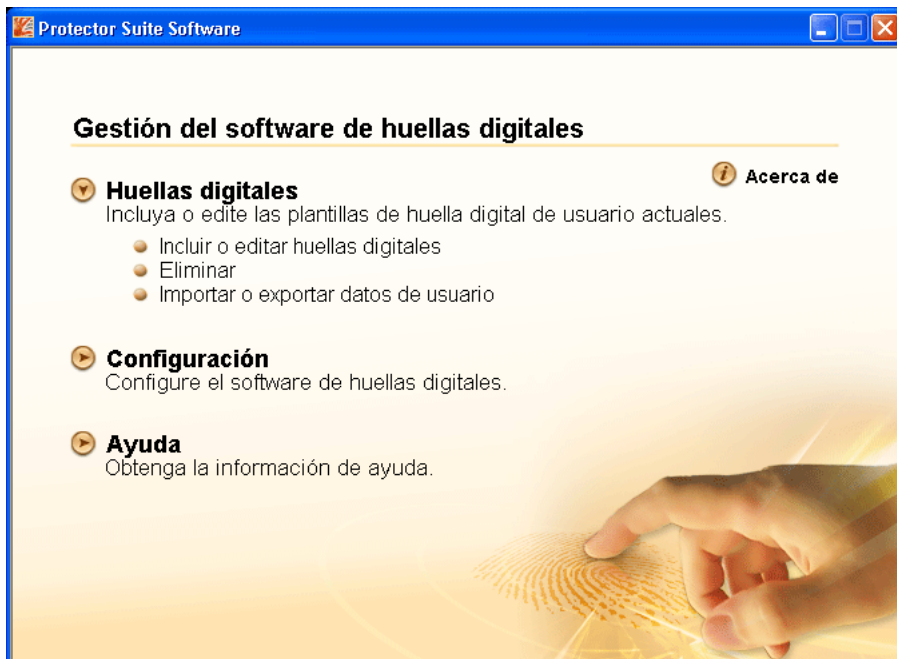 Protector Suite Software
Gestión del software de huellas digitales
Acerca de
Huellas digitales
Incluya o edite las plantillas de huella digital de usuario actuales.
Incluir o editar huellas digitales
Eliminar
Importar o exportar datos de usuario
Configuración
Configure el software de huellas digitales.
Ayuda
Obtenga la información de ayuda.